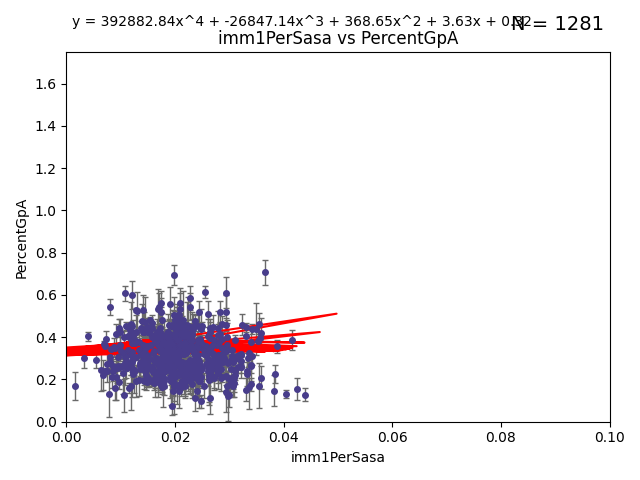 y = 392882.84x^4 + -26847.14x^3 + 368.65x^2 + 3.63x + 0.32
N = 1281
imm1PerSasa vs PercentGpA
1.6
1.4
1.2
1.0
0.8
0.6
0.4
0.2
0.0
PercentGpA
0.00 0.02 0.04 0.06 0.08 0.10
imm1PerSasa